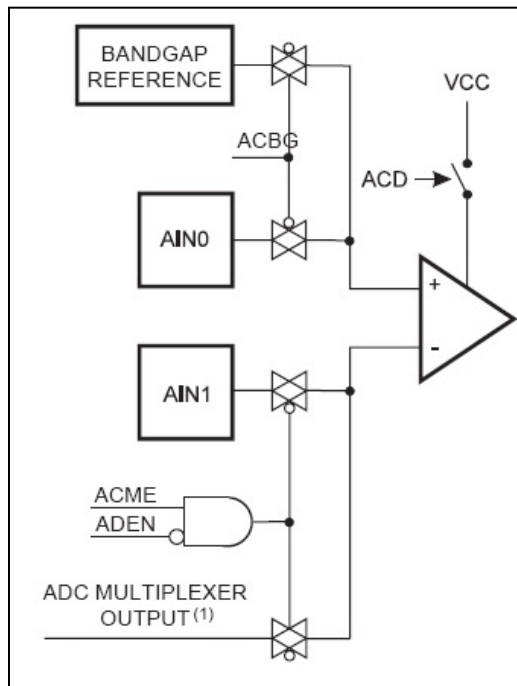 BANDGAP
REFERENCE
VCC
ACBG
ACD
AIN0
+
-
AIN1
ACME
ADEN
ADC MULTIPLEXER
OUTPUT (1)